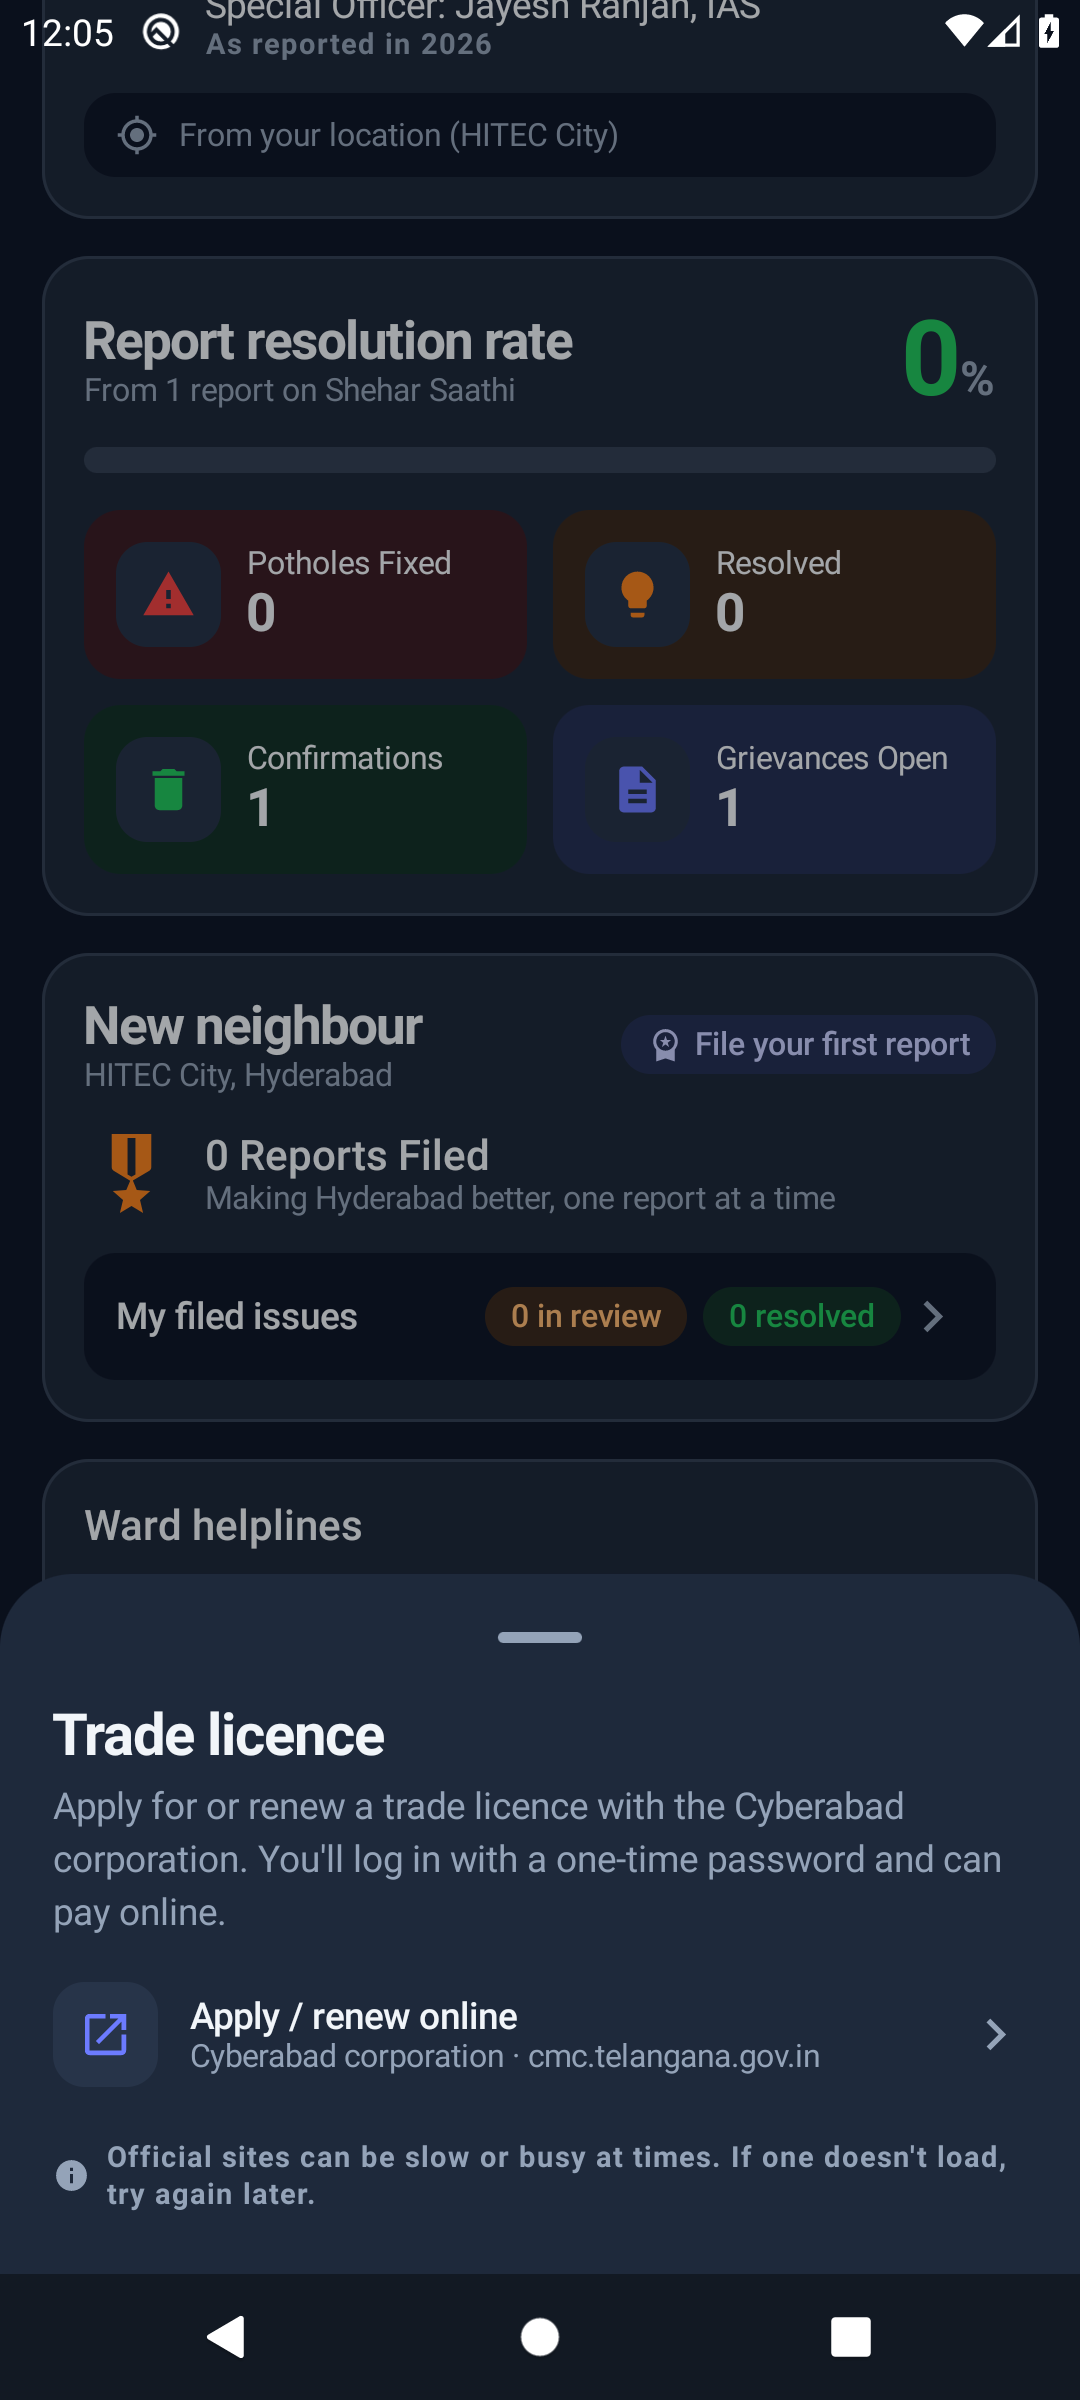 12:05
Special Officer: Jayesh Ranjan, IAS
As reported in 2026
From your location (HITEC City)
Report resolution rate
0%
From 1 report on Shehar Saathi
Potholes Fixed
0
Resolved
0
Confirmations
1
Grievances Open
1
New neighbour
HITEC City, Hyderabad
File your first report
0 Reports Filed
Making Hyderabad better, one report at a time
My filed issues
0 in review
0 resolved
Ward helplines
Trade licence
Apply for or renew a trade licence with the Cyberabad
corporation. You'll log in with a one-time password and can
pay online.
Apply / renew online
Cyberabad corporation · cmc.telangana.gov.in
Official sites can be slow or busy at times. If one doesn't load,
try again later.